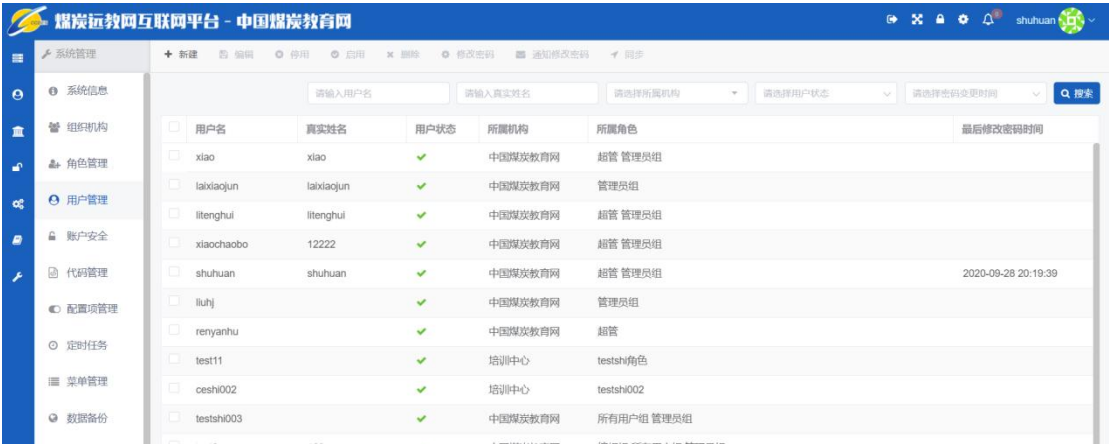 煤炭远教网互联网平台 - 中国煤炭教育网
shuhuan
系统管理
新建 编辑 停用 启用 删除 修改密码 通知修改密码 同步
请输入用户名 请输入真实姓名 请选择所属机构 请选择用户状态 请选择密码变更时间 搜索
系统信息
组织机构
角色管理
用户管理
账户安全
代码管理
配置项管理
定时任务
菜单管理
数据备份
用户名 真实姓名 用户状态 所属机构 所属角色 最后修改密码时间
xiao xiao 中国煤炭教育网 超管 管理员组
laixiaojun laixiaojun 中国煤炭教育网 管理员组
litenghui litenghui 中国煤炭教育网 超管 管理员组
xiaochaobo 12222 中国煤炭教育网 超管 管理员组
shuhuan shuhuan 中国煤炭教育网 超管 管理员组 2020-09-28 20:19:39
liuhj 中国煤炭教育网 管理员组
renyanhu 中国煤炭教育网 超管
test11 培训中心 testshi角色
ceshi002 培训中心 testshi002
testshi003 中国煤炭教育网 所有用户组 管理员组